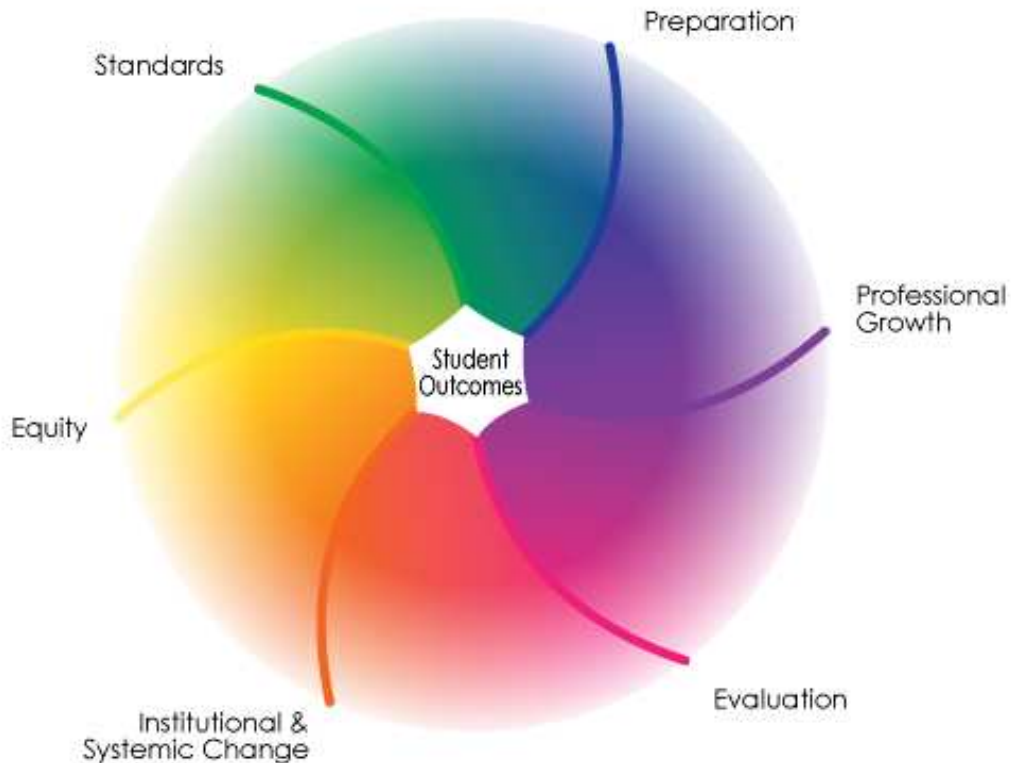 Preparation
Standards
Professional
Growth
Student
Outcomes
Equity
Evaluation
Institutional &
Systemic Change